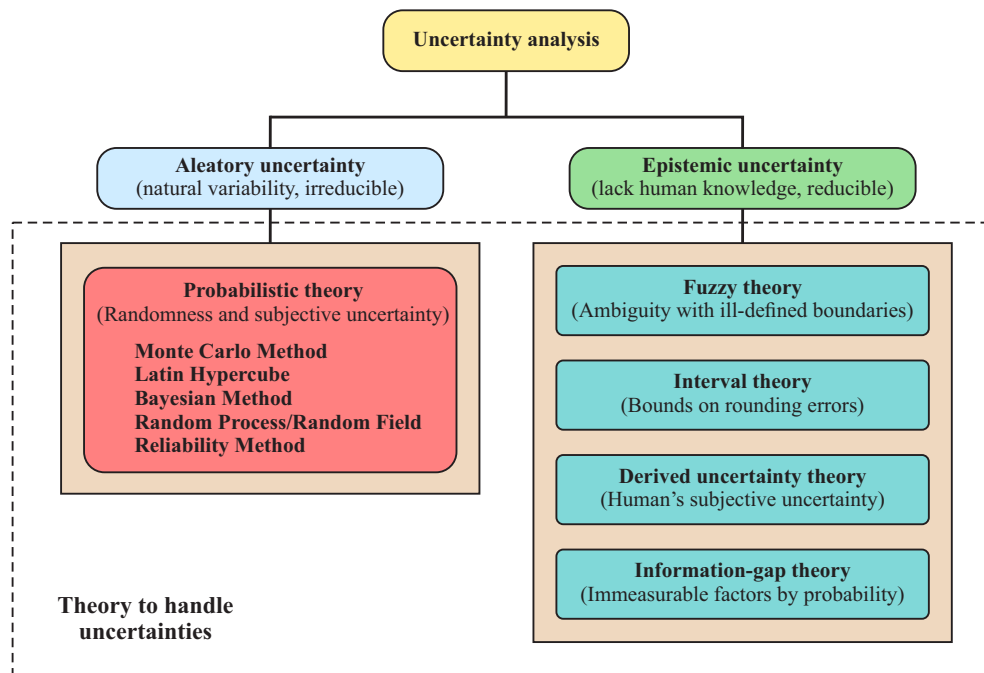 Uncertainty analysis
Aleatory uncertainty
(natural variability, irreducible)
Epistemic uncertainty
(lack human knowledge, reducible)
Probabilistic theory
(Randomness and subjective uncertainty)
Monte Carlo Method
Latin Hypercube
Bayesian Method
Random Process/Random Field
Reliability Method
Fuzzy theory
(Ambiguity with ill-defined boundaries)
Interval theory
(Bounds on rounding errors)
Derived uncertainty theory
(Human’s subjective uncertainty)
Information-gap theory
(Immeasurable factors by probability)
Theory to handle
uncertainties